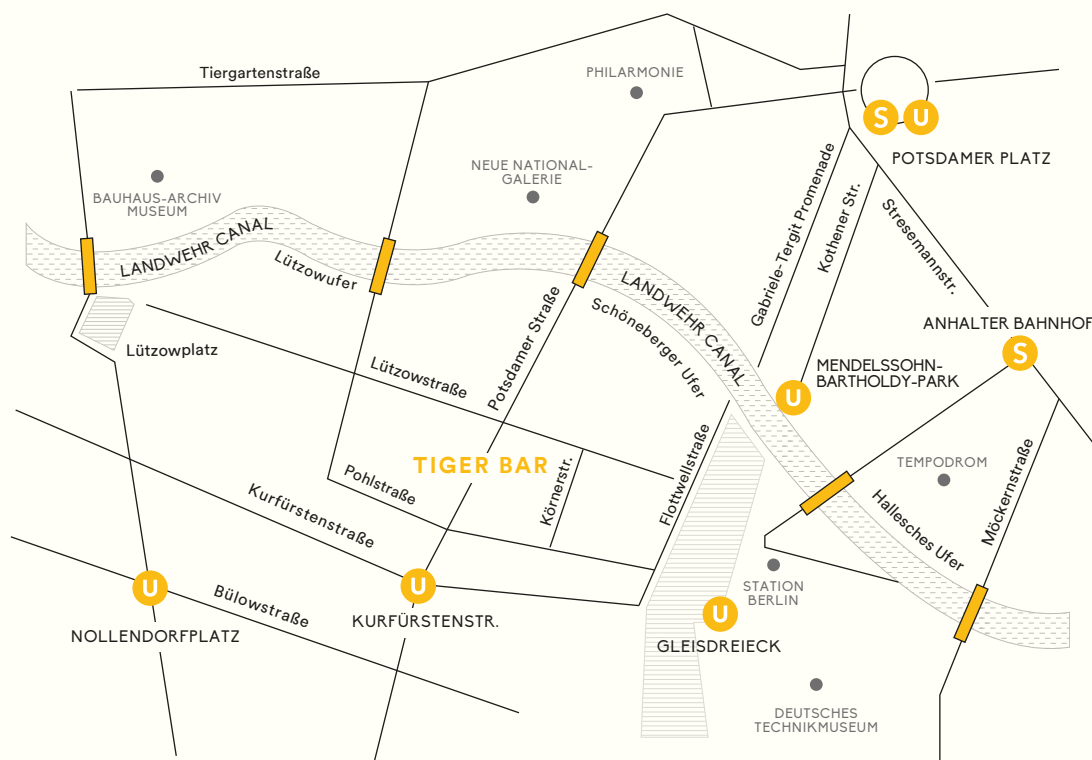 Tiergartenstraße
PHILARMONIE
S
U
POTSDAMER PLATZ
NEUE NATIONAL-
GALERIE
BAUHAUS-ARCHIV
MUSEUM
LANDWEHR CANAL
Lützowufer
Gabriele-Tergit Promenade
Kothener Str.
Stresemannstr.
Potsdamer Straße
LANDWEHR CANAL
Schöneberger Ufer
ANHALTER BAHNHOF
S
Lützowplatz
Lützowstraße
MENDELSSOHN-
BARTHOLDY-PARK
U
TIGER BAR
Pohlstraße
Körnerstr.
Flottwellstraße
TEMPODROM
Möckernstraße
Hallesches Ufer
Kurfürstenstraße
U
NOLLENDORFPLATZ
Bülowstraße
U
KURFÜRSTENSTR.
STATION
BERLIN
U
GLEISDREIECK
DEUTSCHES
TECHNIKMUSEUM